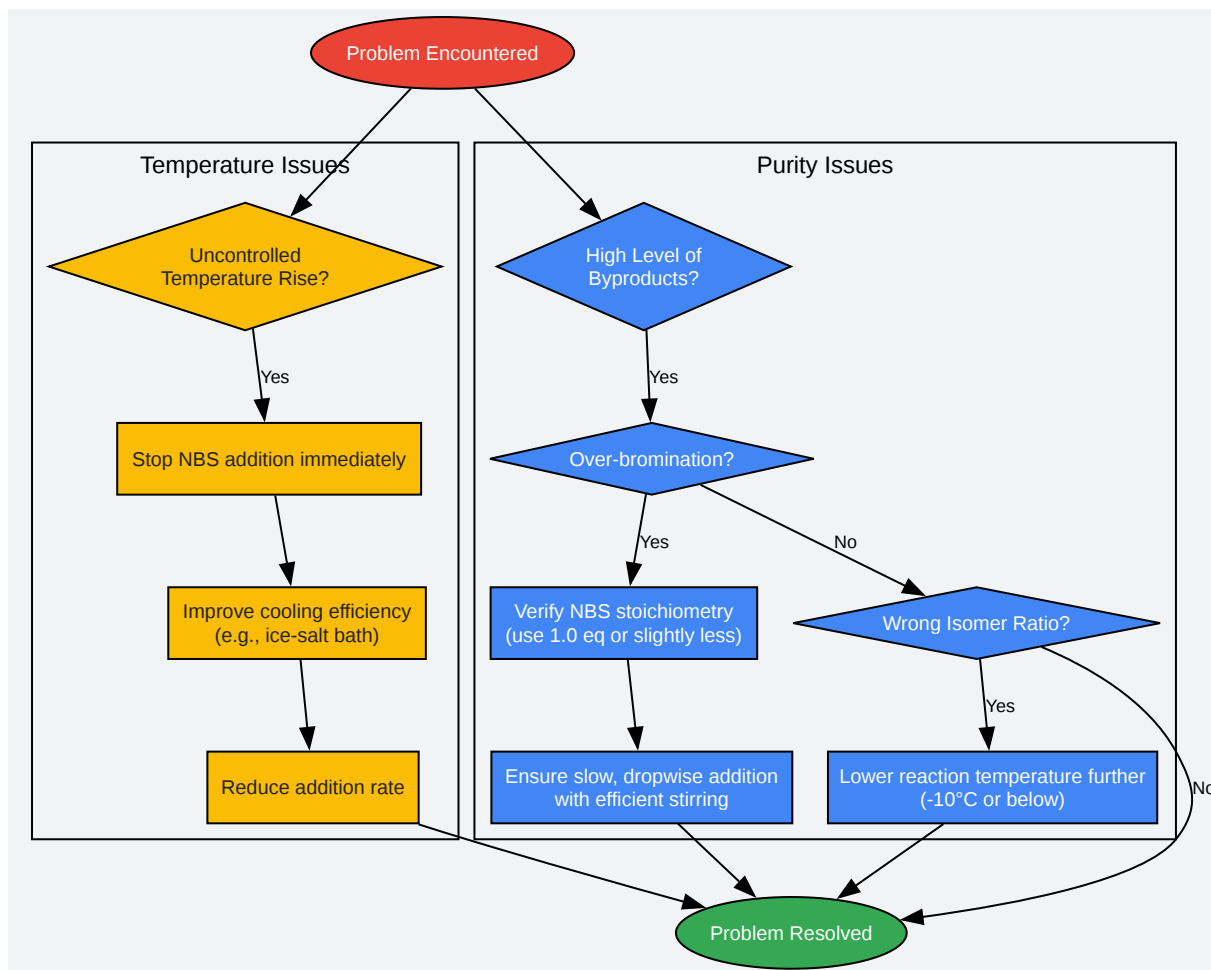 Problem Encountered
Temperature Issues
Purity Issues
Uncontrolled
Temperature Rise?
High Level of
Byproducts?
Yes
Yes
Stop NBS addition immediately
Over-bromination?
Yes
No
Improve cooling efficiency
(e.g., ice-salt bath)
Verify NBS stoichiometry
(use 1.0 eq or slightly less)
Wrong Isomer Ratio?
Yes
Reduce addition rate
Ensure slow, dropwise addition
with efficient stirring
Lower reaction temperature further
(-10°C or below)
No
Problem Resolved